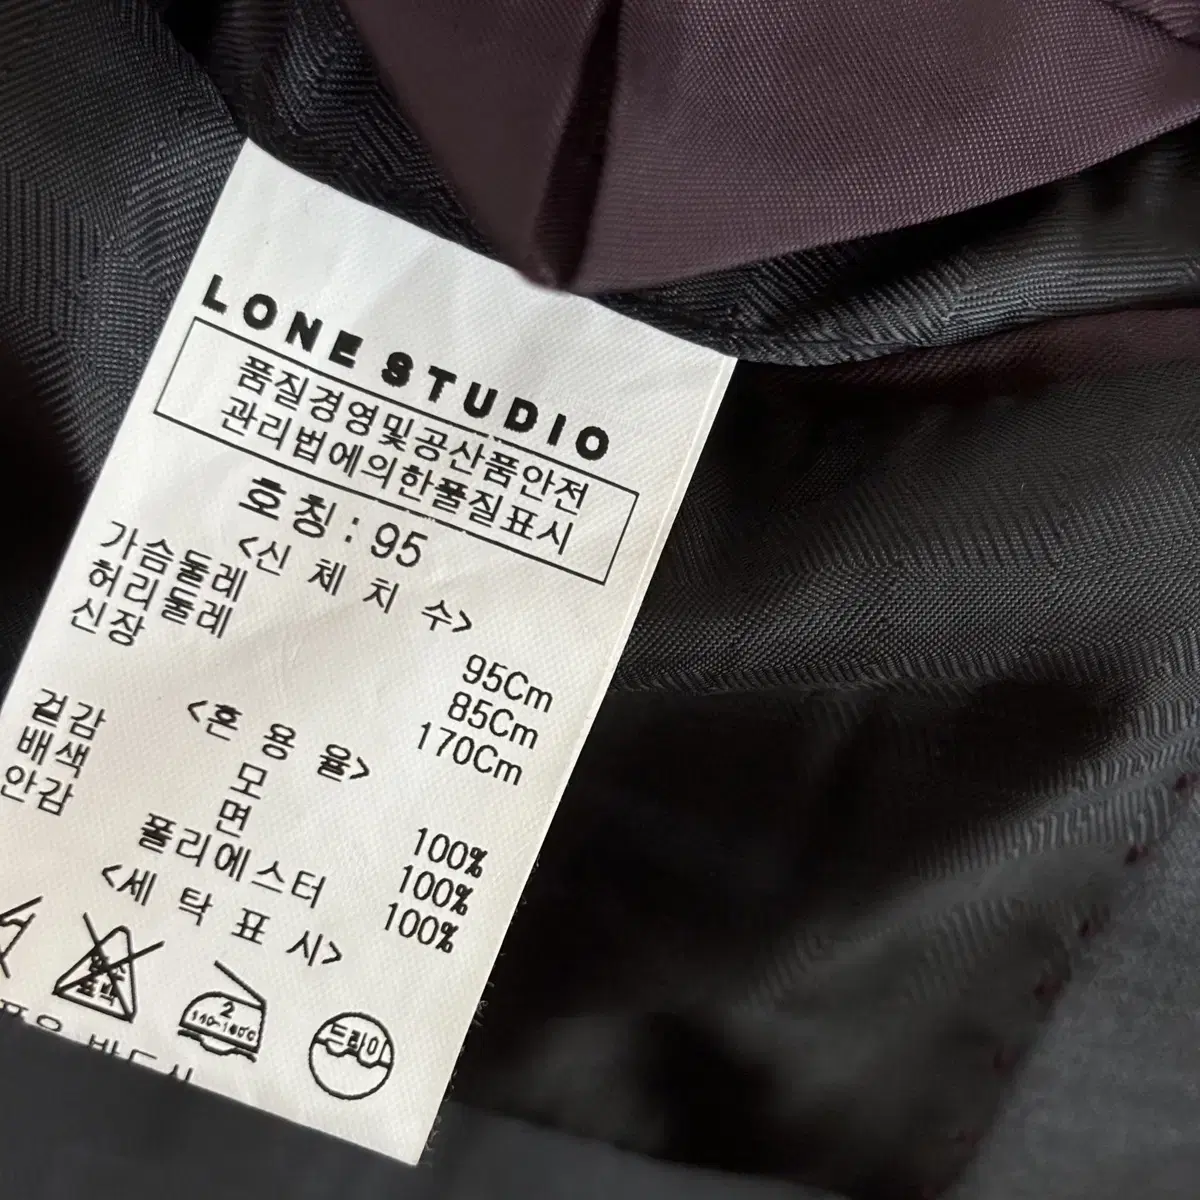 LONE STUDIO
품질경영및공산품안전
관리법에의한품질표시
호칭 : 95
<신 체 치 수>
가슴둘레 95Cm
허리둘레 85Cm
신장 170Cm
<혼 용 율>
겉감 모 100%
배색 면 100%
안감 폴리에스터 100%
<세 탁 표 시>
2
드라이